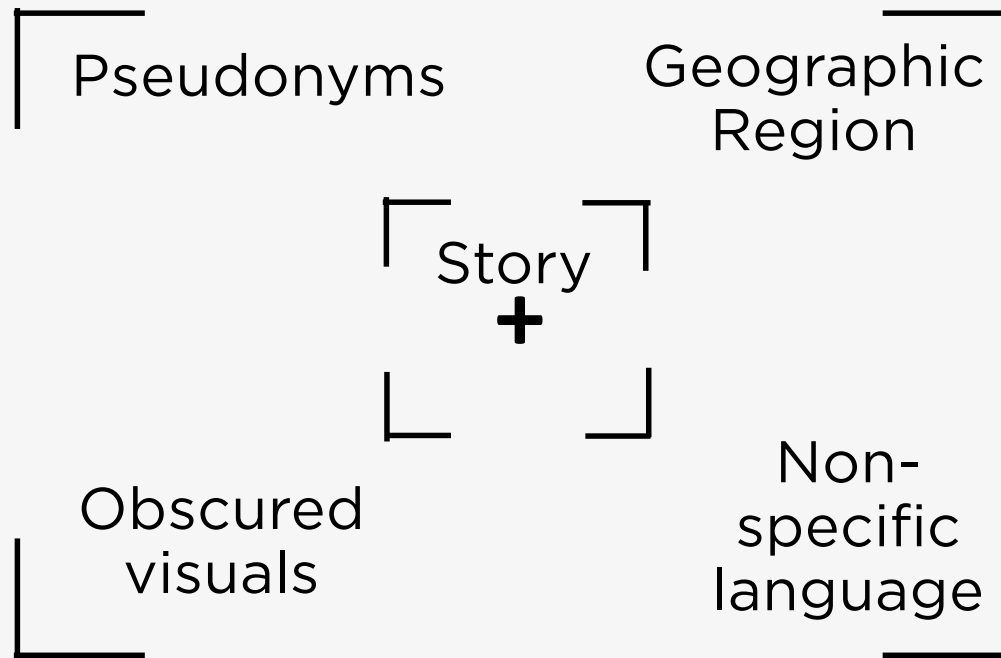 Pseudonyms
Geographic
Region
Story
+
Obscured
visuals
Non-
specific
language